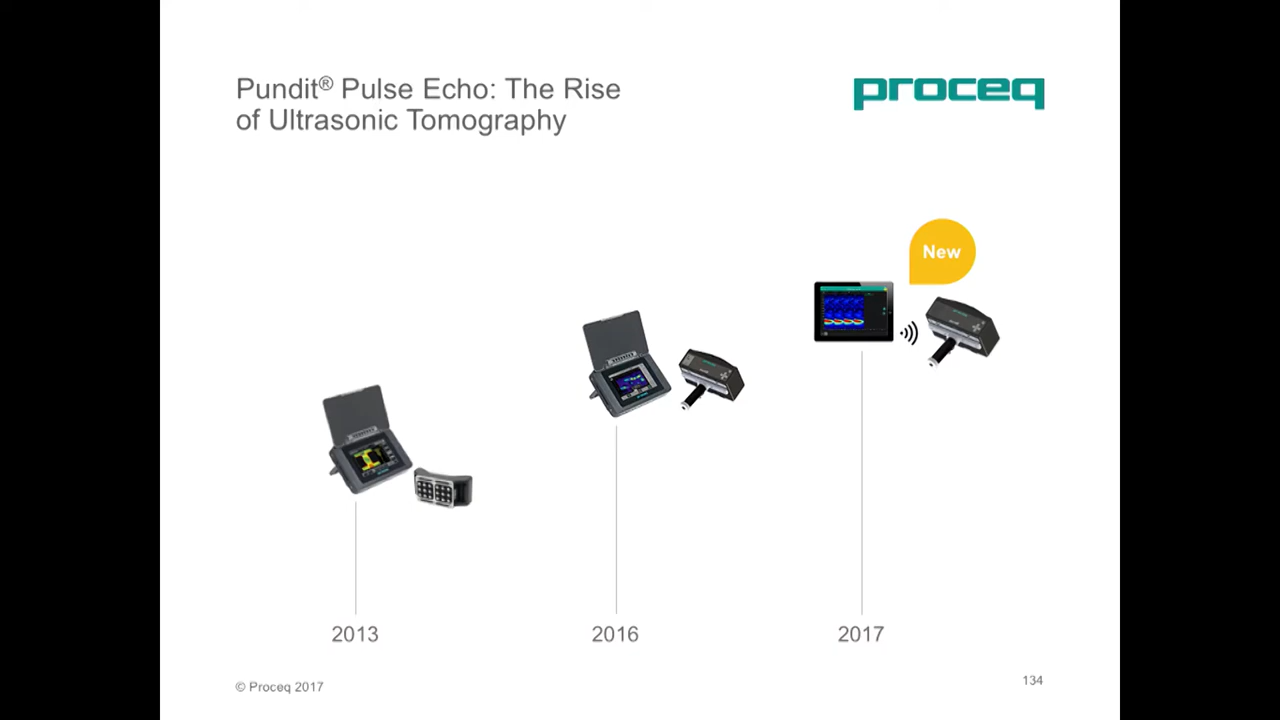 Pundit® Pulse Echo: The Rise
of Ultrasonic Tomography
proceq
New
2013
2016
2017
© Proceq 2017
134